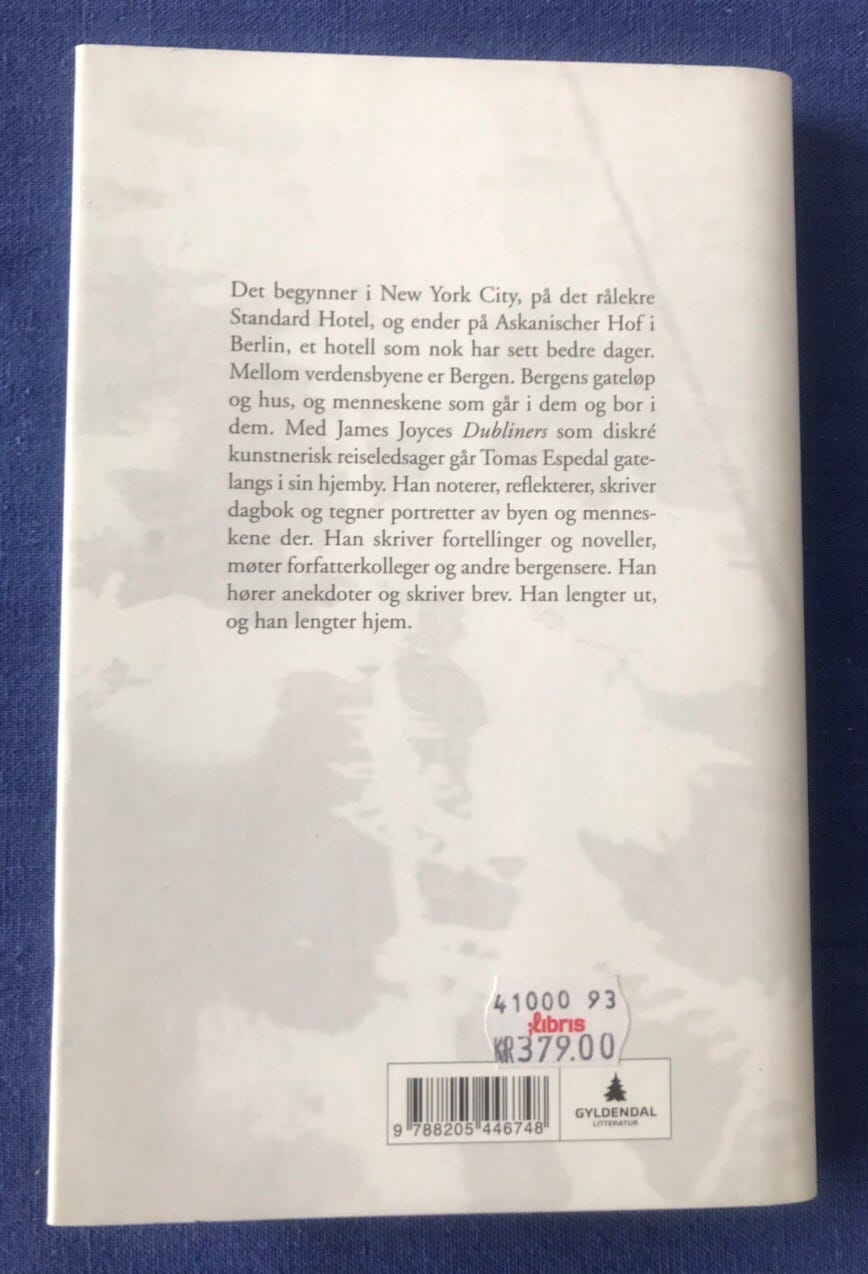 Det begynner i New York City, på det rålekre
Standard Hotel, og ender på Askanischer Hof i
Berlin, et hotell som nok har sett bedre dager.
Mellom verdensbyene er Bergen. Bergens gateløp
og hus, og menneskene som går i dem og bor i
dem. Med James Joyces Dubliners som diskré
kunstnerisk reiseledsager går Tomas Espedal gate-
langs i sin hjemby. Han noterer, reflekterer, skriver
dagbok og tegner portretter av byen og mennes-
kene der. Han skriver fortellinger og noveller,
møter forfatterkolleger og andre bergensere. Han
hører anekdoter og skriver brev. Han lengter ut,
og han lengter hjem.
41000 93
libris
KR379.00
9 788205 446748
GYLDENDAL
LITTERATUR